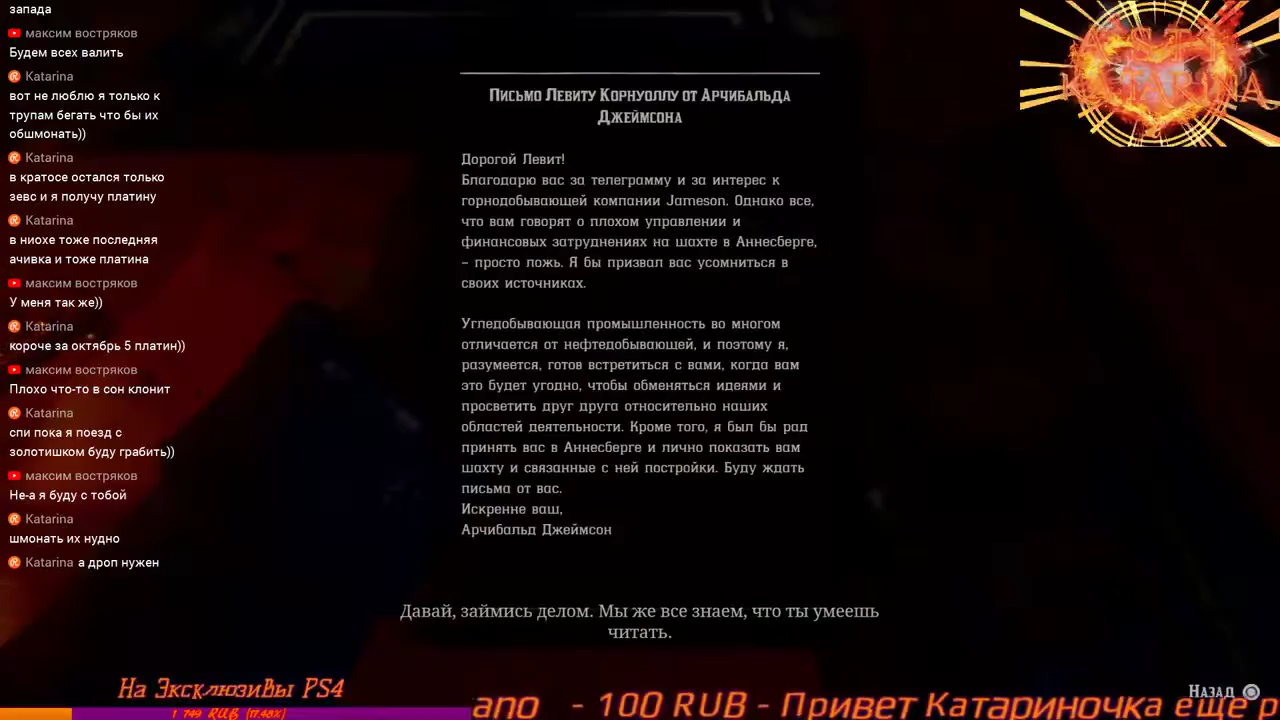 запада
максим востряков
Будем всех валить
Katarina
вот не люблю я только к
трупам бегать что бы их
обшмонать))
Katarina
в кратосе остался только
зевс и я получу платину
Katarina
в ниохе тоже последняя
ачивка и тоже платина
максим востряков
У меня так же))
Katarina
короче за октябрь 5 платин))
максим востряков
Плохо что-то в сон клонит
Katarina
спи пока я поезд с
золотишком буду грабить))
максим востряков
Не-а я буду с тобой
Katarina
шмонать их нудно
Katarina а дроп нужен
Письмо Левиту Корнуоллу от Арчибальда
Джеймсона
Дорогой Левит!
Благодарю вас за телеграмму и за интерес к
горнодобывающей компании Jameson. Однако все,
что вам говорят о плохом управлении и
финансовых затруднениях на шахте в Аннесберге,
– просто ложь. Я бы призвал вас усомниться в
своих источниках.
Угледобывающая промышленность во многом
отличается от нефтедобывающей, и поэтому я,
разумеется, готов встретиться с вами, когда вам
это будет угодно, чтобы обменяться идеями и
просветить друг друга относительно наших
областей деятельности. Кроме того, я был бы рад
принять вас в Аннесберге и лично показать вам
шахту и связанные с ней постройки. Буду ждать
письма от вас.
Искренне ваш,
Арчибальд Джеймсон
Давай, займись делом. Мы же все знаем, что ты умеешь
читать.
KATARINA
Назад
На Эксклюзивы PS4
1 749 RUB (17.48%)
ano - 100 RUB - Привет Катариночка еще р